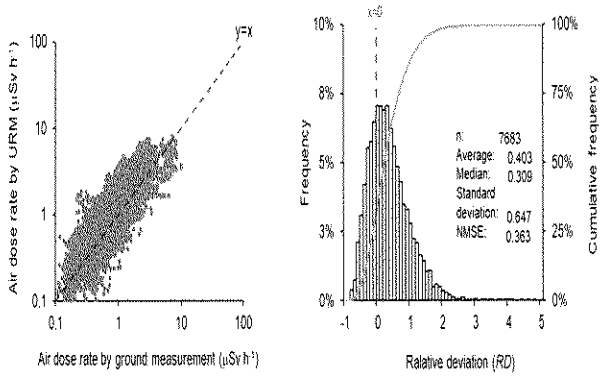 y=x
100
10
1
0.1
0.1 1 10 100
Air dose rate by URM (μSv h⁻¹)
Air dose rate by ground measurement (μSv h⁻¹)
x=0
10%
8%
5%
3%
0%
Frequency
100%
75%
50%
25%
0%
Cumulative frequency
n: 7683
Average: 0.403
Median: 0.309
Standard
deviation: 0.647
NMSE: 0.363
-1 0 1 2 3 4 5
Ralative deviation (RD)